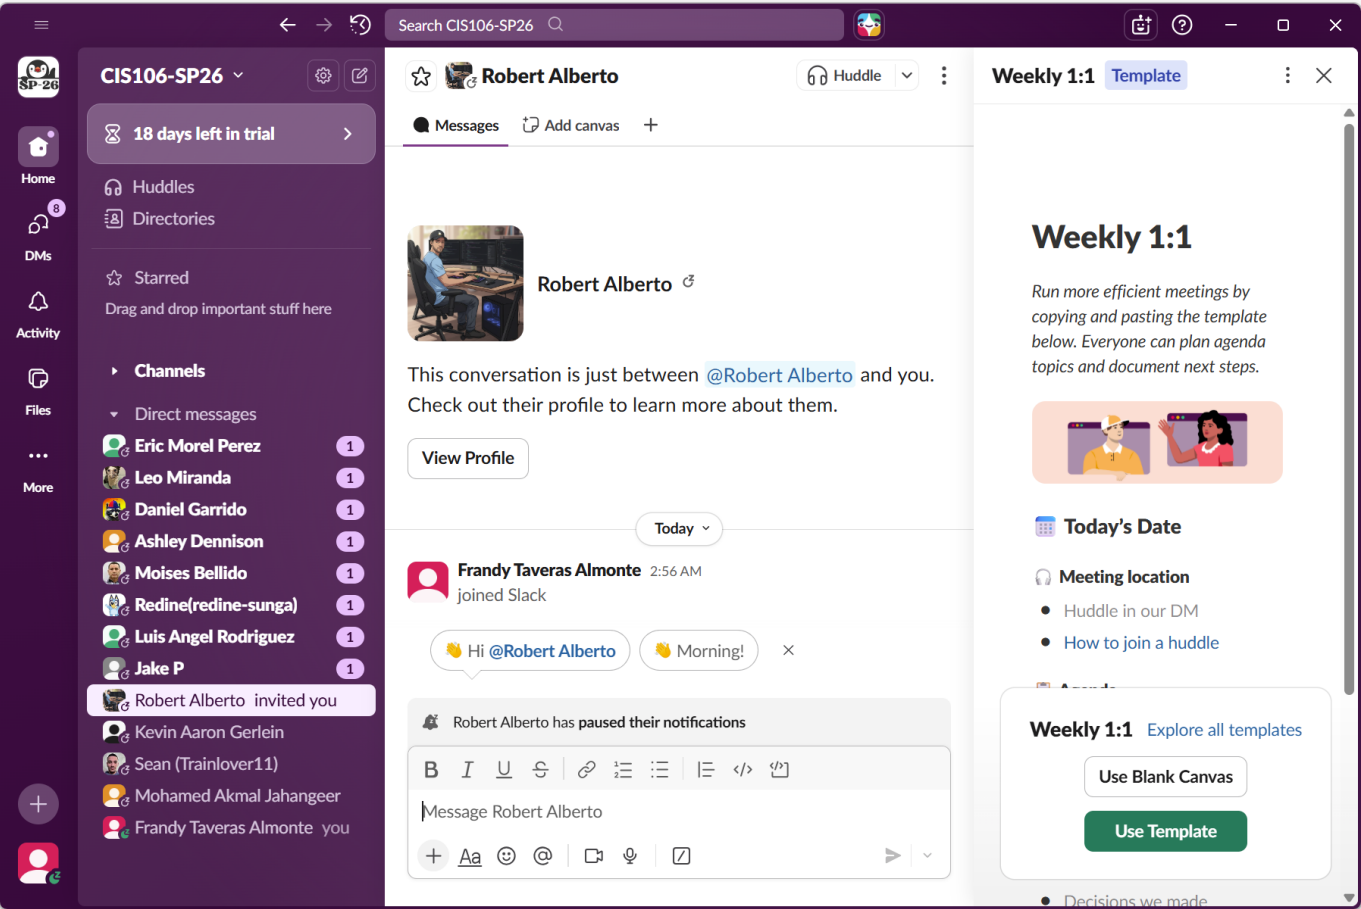 Search CIS106-SP26
SP-26
CIS106-SP26
18 days left in trial
Home
Huddles
Directories
8
DMs
Starred
Drag and drop important stuff here
Activity
Channels
Files
Direct messages
Eric Morel Perez 1
Leo Miranda 1
More
Daniel Garrido 1
Ashley Dennison 1
Moises Bellido 1
Redine(redine-sunga) 1
Luis Angel Rodriguez 1
Jake P 1
Robert Alberto invited you
Kevin Aaron Gerlein
Sean (Trainlover11)
Mohamed Akmal Jahangeer
Frandy Taveras Almonte you
Robert Alberto
Huddle
Messages
Add canvas
Robert Alberto
This conversation is just between @Robert Alberto and you.
Check out their profile to learn more about them.
View Profile
Today
Frandy Taveras Almonte 2:56 AM
joined Slack
👋 Hi @Robert Alberto
👋 Morning!
Robert Alberto has paused their notifications
Message Robert Alberto
Aa
Weekly 1:1 Template
Weekly 1:1
Run more efficient meetings by
copying and pasting the template
below. Everyone can plan agenda
topics and document next steps.
Today's Date
Meeting location
Huddle in our DM
How to join a huddle
Agenda
Weekly 1:1 Explore all templates
Use Blank Canvas
Use Template
Decisions we made